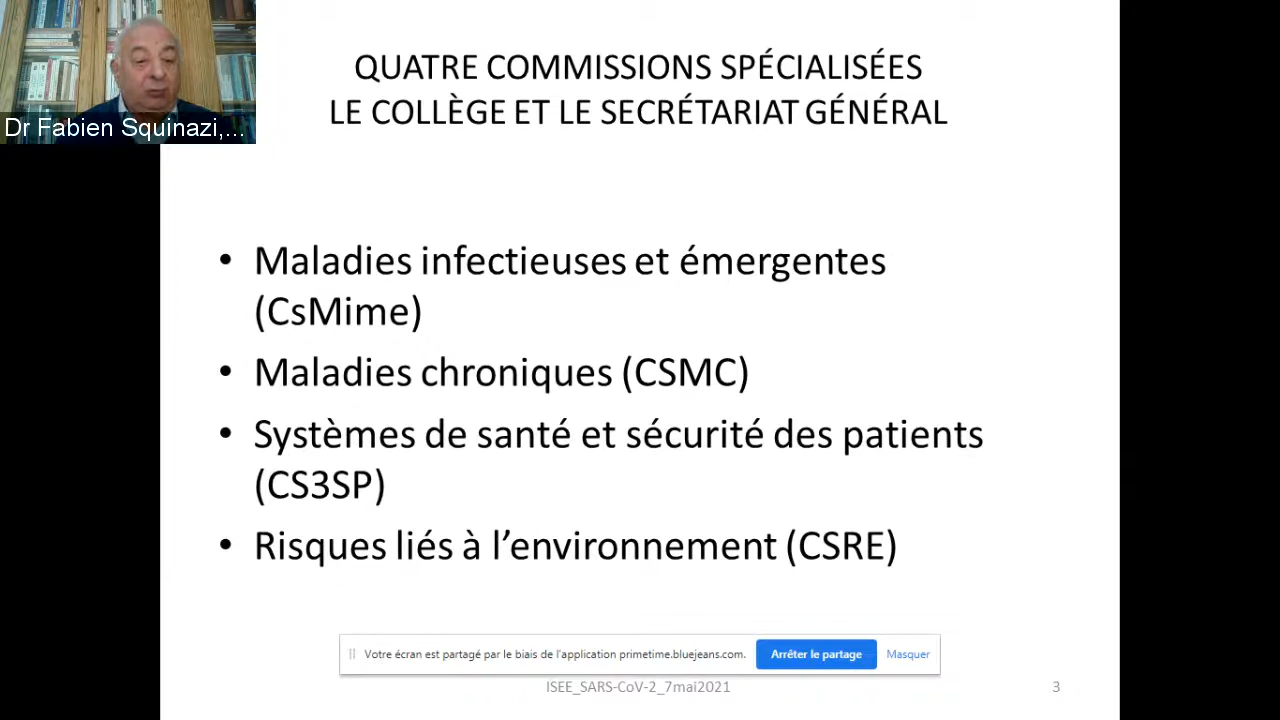 Dr Fabien Squinazi,...
QUATRE COMMISSIONS SPÉCIALISÉES
LE COLLÈGE ET LE SECRÉTARIAT GÉNÉRAL
• Maladies infectieuses et émergentes
(CsMime)
• Maladies chroniques (CSMC)
• Systèmes de santé et sécurité des patients
(CS3SP)
• Risques liés à l’environnement (CSRE)
Votre écran est partagé par le biais de l'application primetime.bluejeans.com. Arrêter le partage Masquer
ISEE_SARS-CoV-2_7mai2021 3